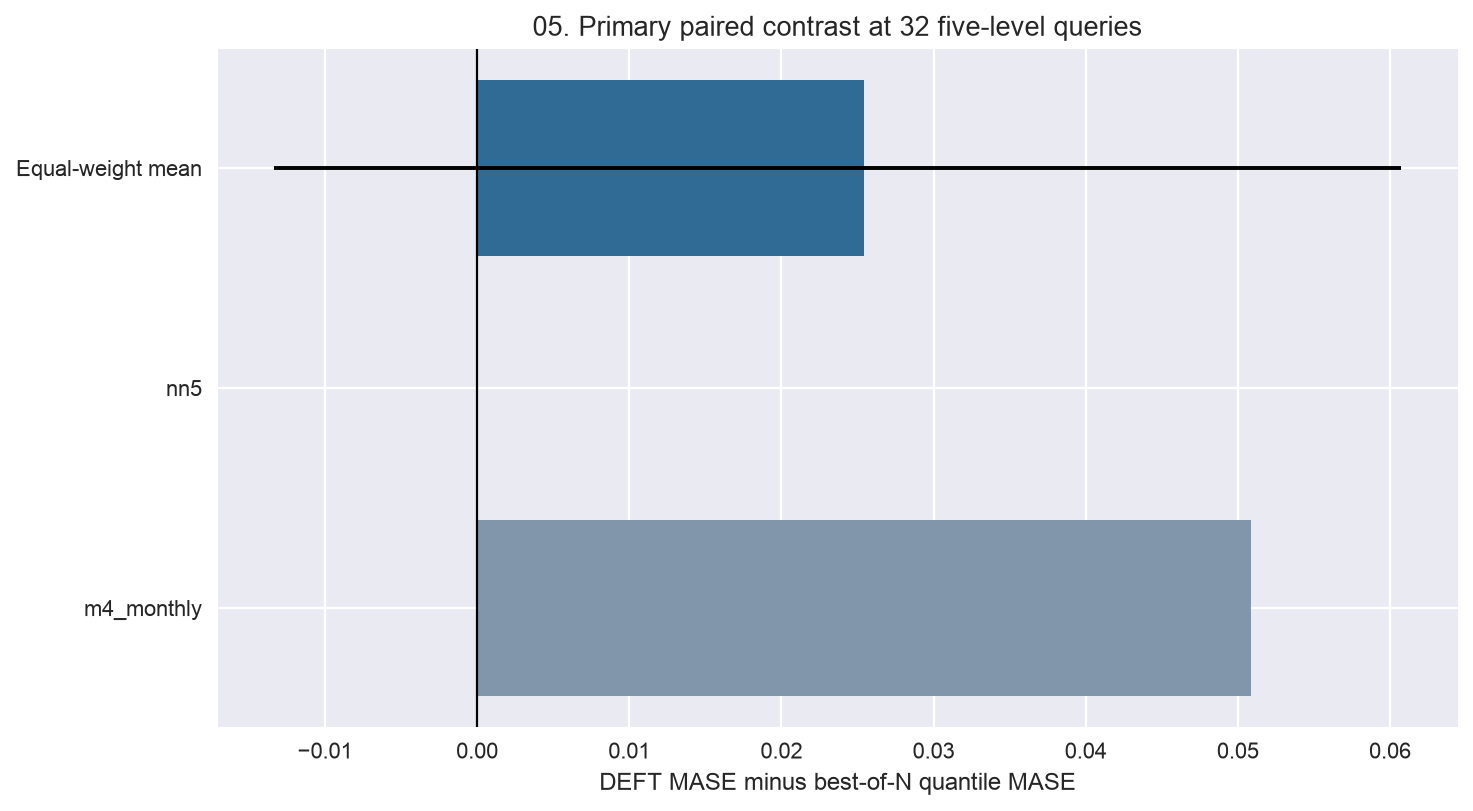 05. Primary paired contrast at 32 five-level queries
Equal-weight mean
nn5
m4_monthly
−0.01 0.00 0.01 0.02 0.03 0.04 0.05 0.06
DEFT MASE minus best-of-N quantile MASE